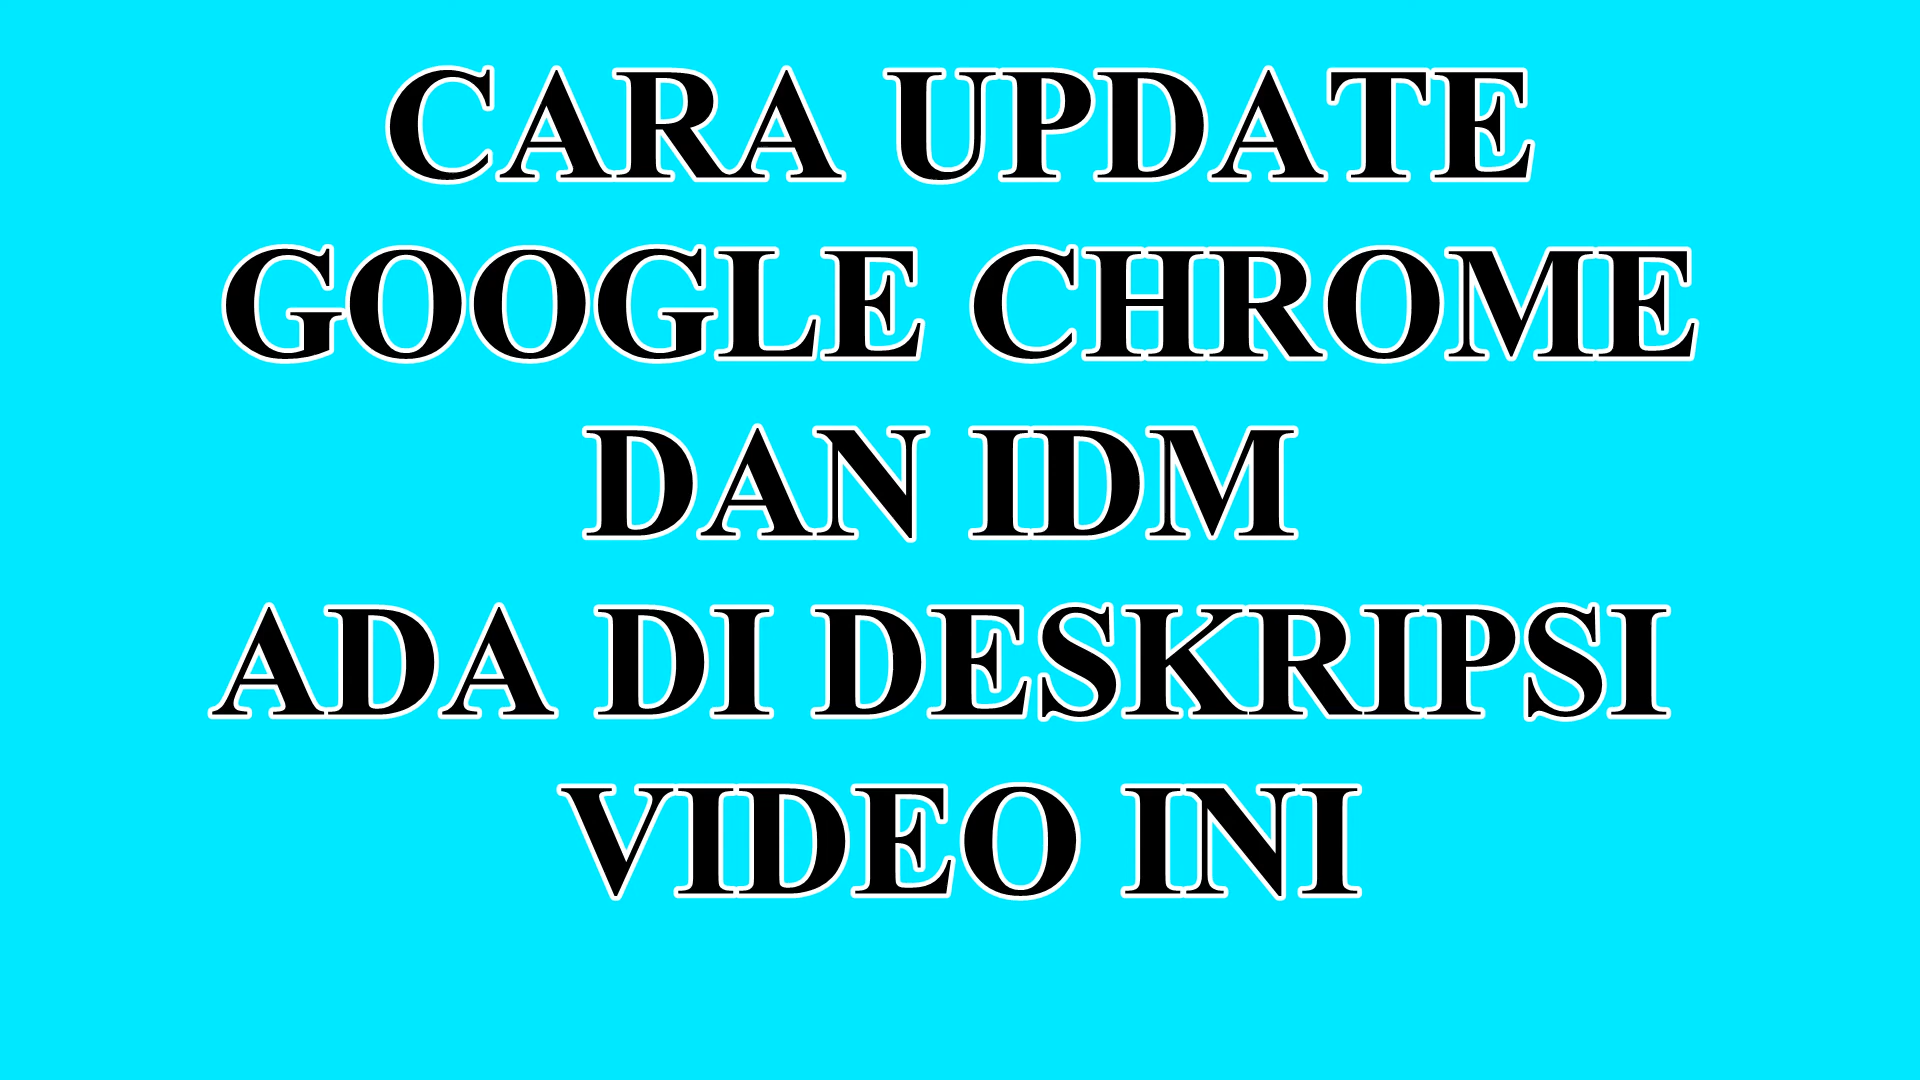 CARA UPDATE
GOOGLE CHROME
DAN IDM
ADA DI DESKRIPSI
VIDEO INI